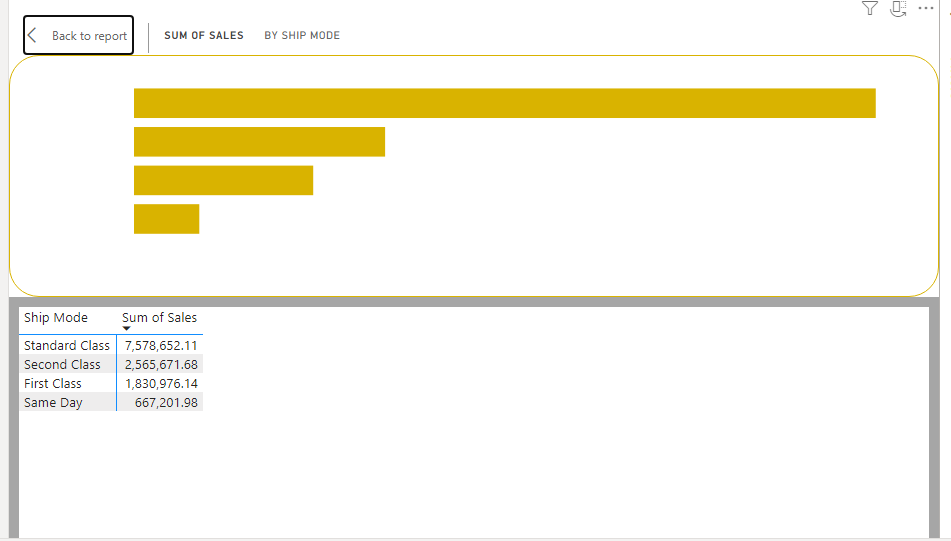 Back to report SUM OF SALES BY SHIP MODE
Ship Mode Sum of Sales
Standard Class 7,578,652.11
Second Class 2,565,671.68
First Class 1,830,976.14
Same Day 667,201.98